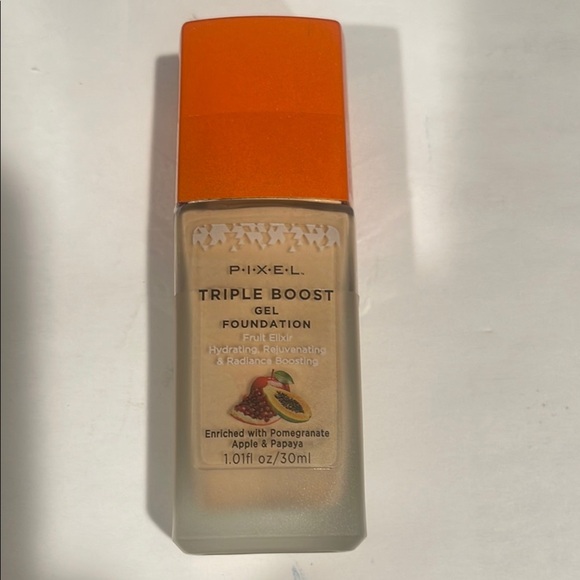 P·I·X·E·L.
TRIPLE BOOST
GEL
FOUNDATION
Fruit Elixir
Hydrating, Rejuvenating
& Radiance Boosting
Enriched with Pomegranate
Apple & Papaya
1.01fl oz/30ml